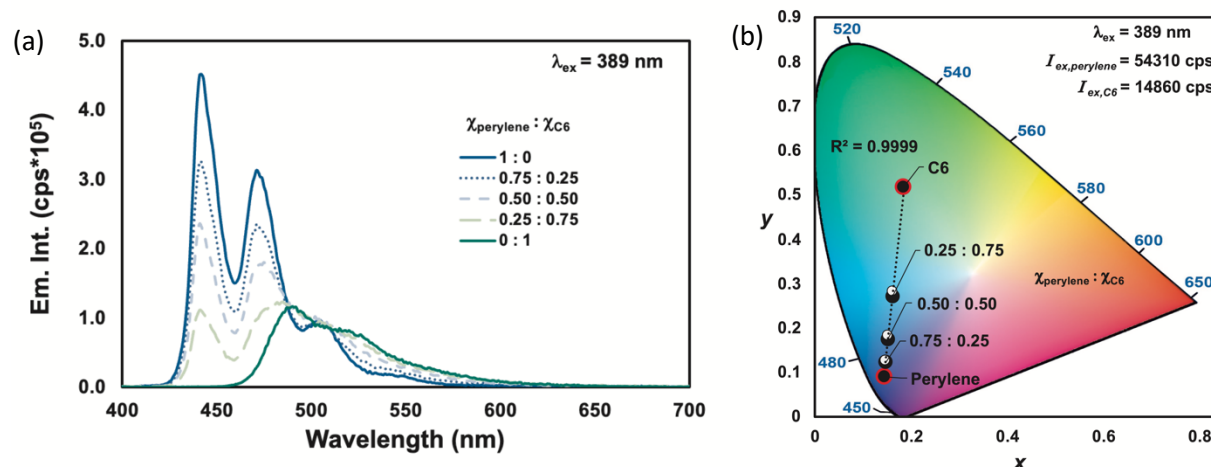 (a)
5.0
4.0
3.0
2.0
1.0
0.0
Em. Int. (cps*10⁵)
400 450 500 550 600 650 700
Wavelength (nm)
λex = 389 nm
χperylene : χC6
1 : 0
0.75 : 0.25
0.50 : 0.50
0.25 : 0.75
0 : 1
(b)
0.9
0.8
0.7
0.6
0.5
0.4
0.3
0.2
0.1
0
y
0 0.2 0.4 0.6 0.8
x
λex = 389 nm
Iex,perylene = 54310 cps
Iex,C6 = 14860 cps
520
540
560
580
600
650
480
450
R² = 0.9999
C6
0.25 : 0.75
χperylene : χC6
0.50 : 0.50
0.75 : 0.25
Perylene